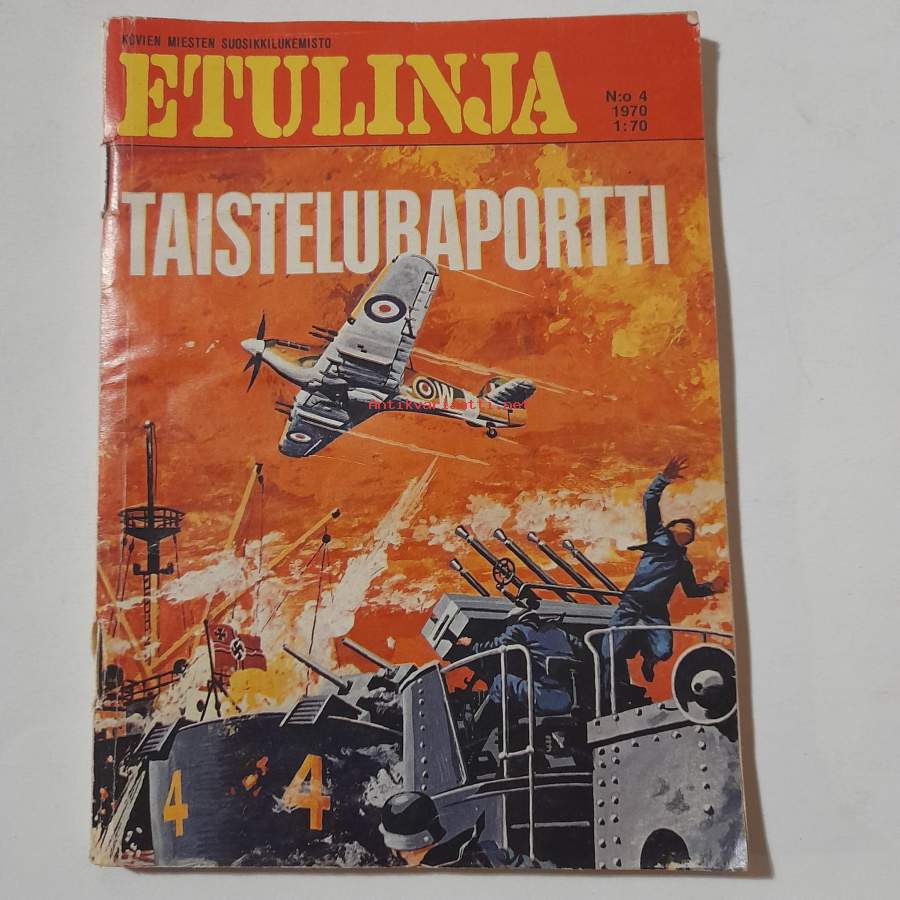 KOVIEN MIESTEN SUOSIKKILUKEMISTO
ETULINJA
N:o 4
1970
1:70
TAISTELURAPORTTI
W
Antikvariaatti.net
4 4